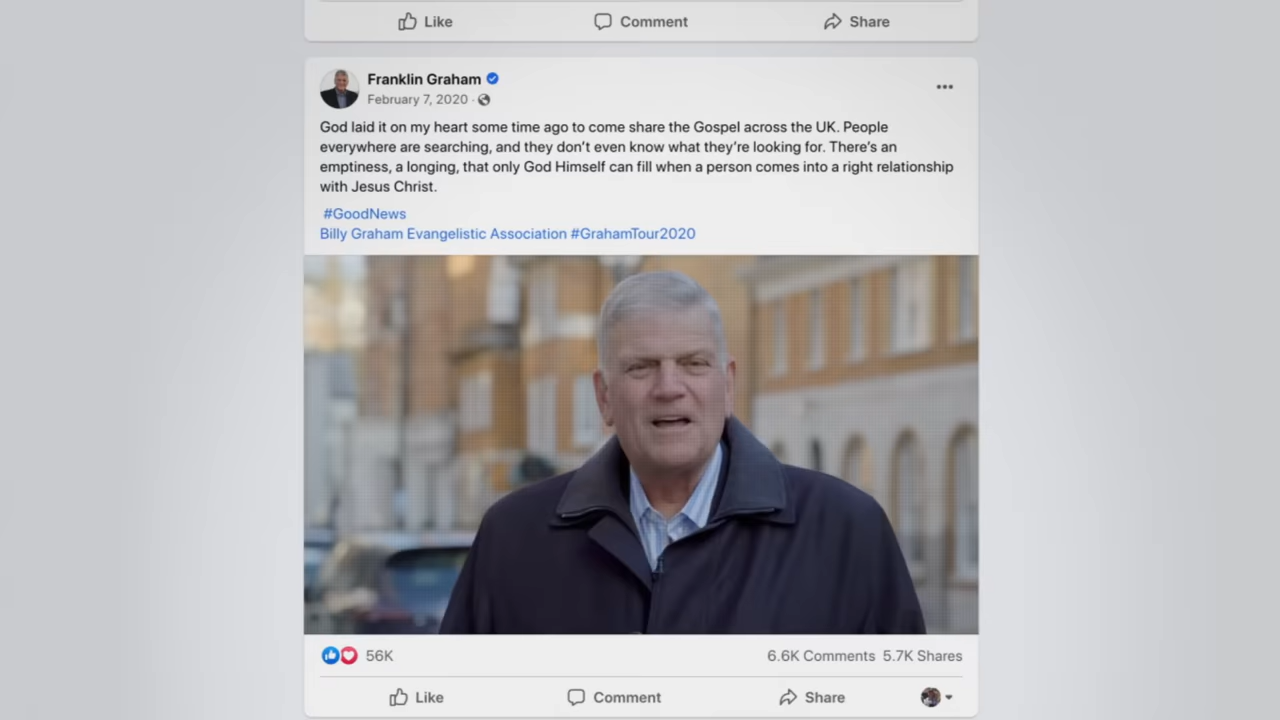 Like Comment Share
Franklin Graham
February 7, 2020 ·
God laid it on my heart some time ago to come share the Gospel across the UK. People
everywhere are searching, and they don’t even know what they’re looking for. There’s an
emptiness, a longing, that only God Himself can fill when a person comes into a right relationship
with Jesus Christ.
#GoodNews
Billy Graham Evangelistic Association #GrahamTour2020
56K 6.6K Comments 5.7K Shares
Like Comment Share